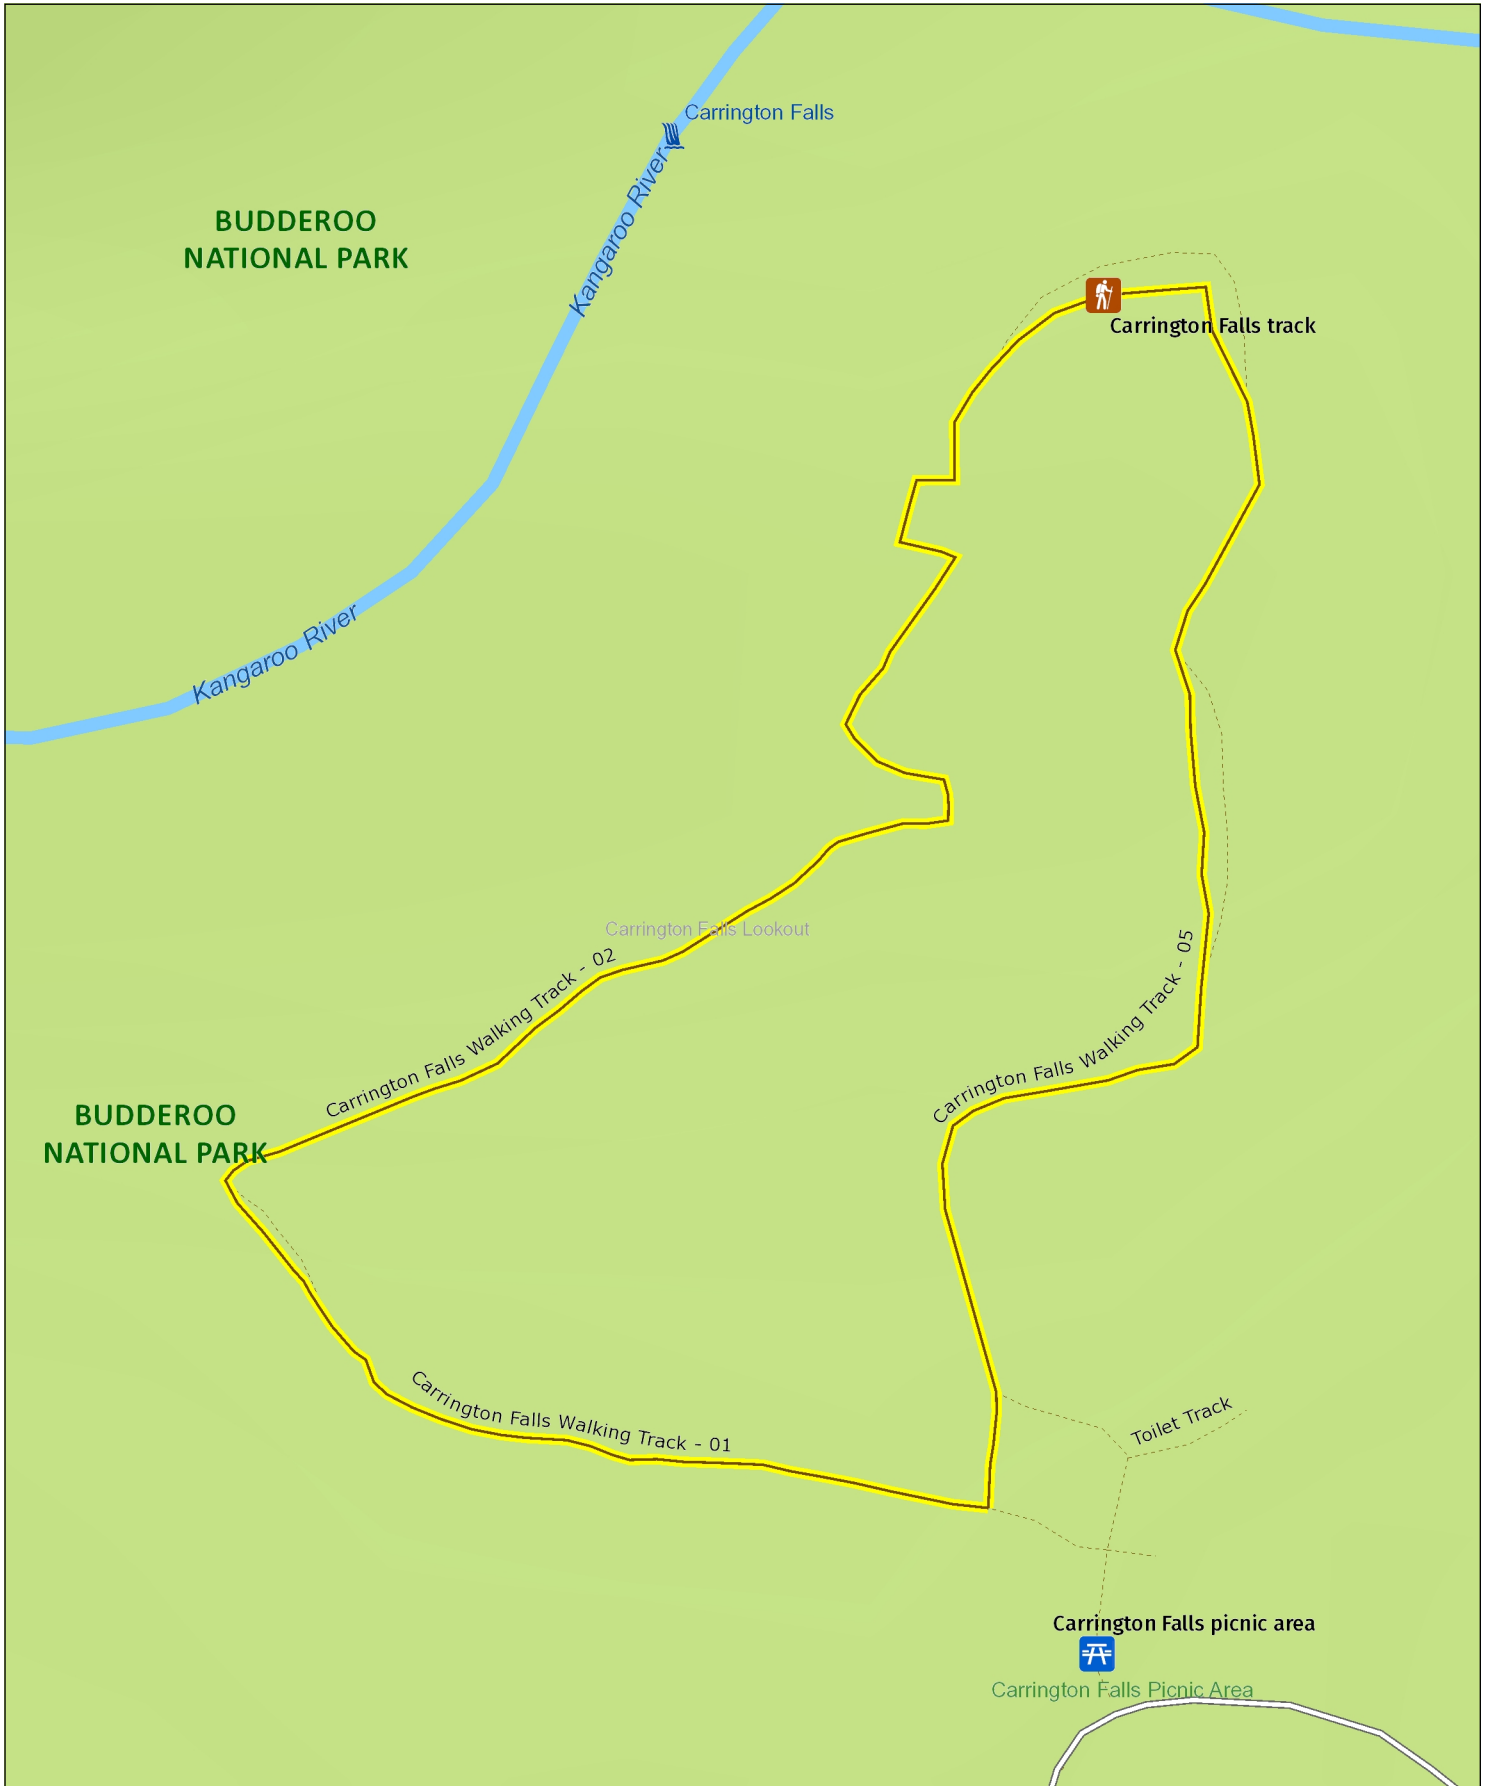 Carrington Falls
Kangaroo River
BUDDEROO
NATIONAL PARK
Carrington Falls track
Kangaroo River
Carrington Falls Lookout
Carrington Falls Walking Track - 02
Carrington Falls Walking Track - 05
BUDDEROO
NATIONAL PARK
Carrington Falls Walking Track - 01
Toilet Track
Carrington Falls picnic area
Carrington Falls Picnic Area